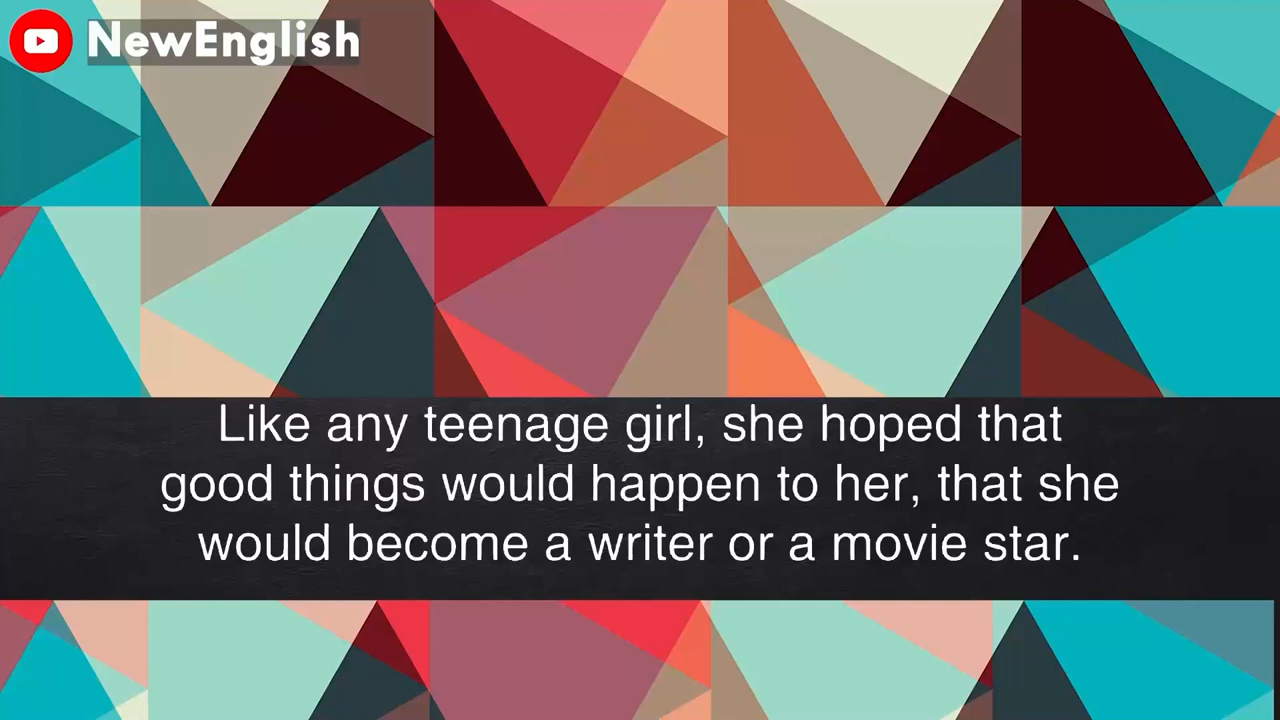 NewEnglish
Like any teenage girl, she hoped that
good things would happen to her, that she
would become a writer or a movie star.